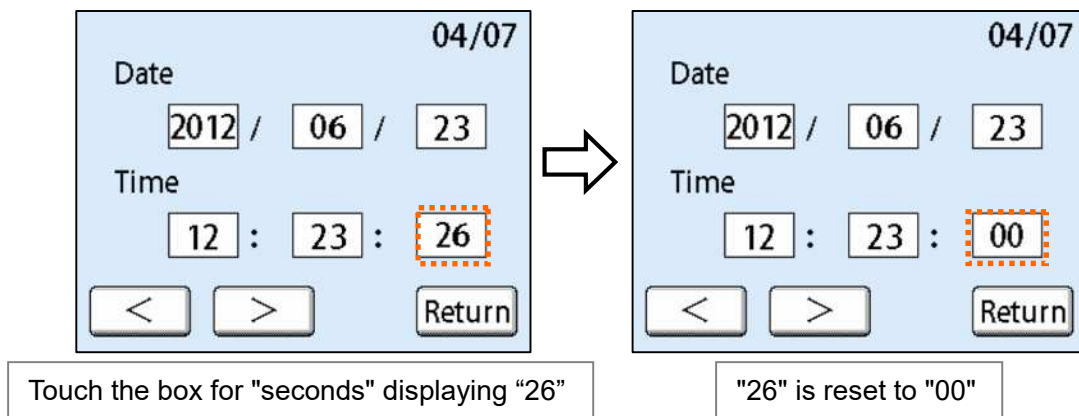 04/07
Date
2012 / 06 / 23
Time
12 : 23 : 26
< > Return
Touch the box for "seconds" displaying “26”
04/07
Date
2012 / 06 / 23
Time
12 : 23 : 00
< > Return
"26" is reset to "00"